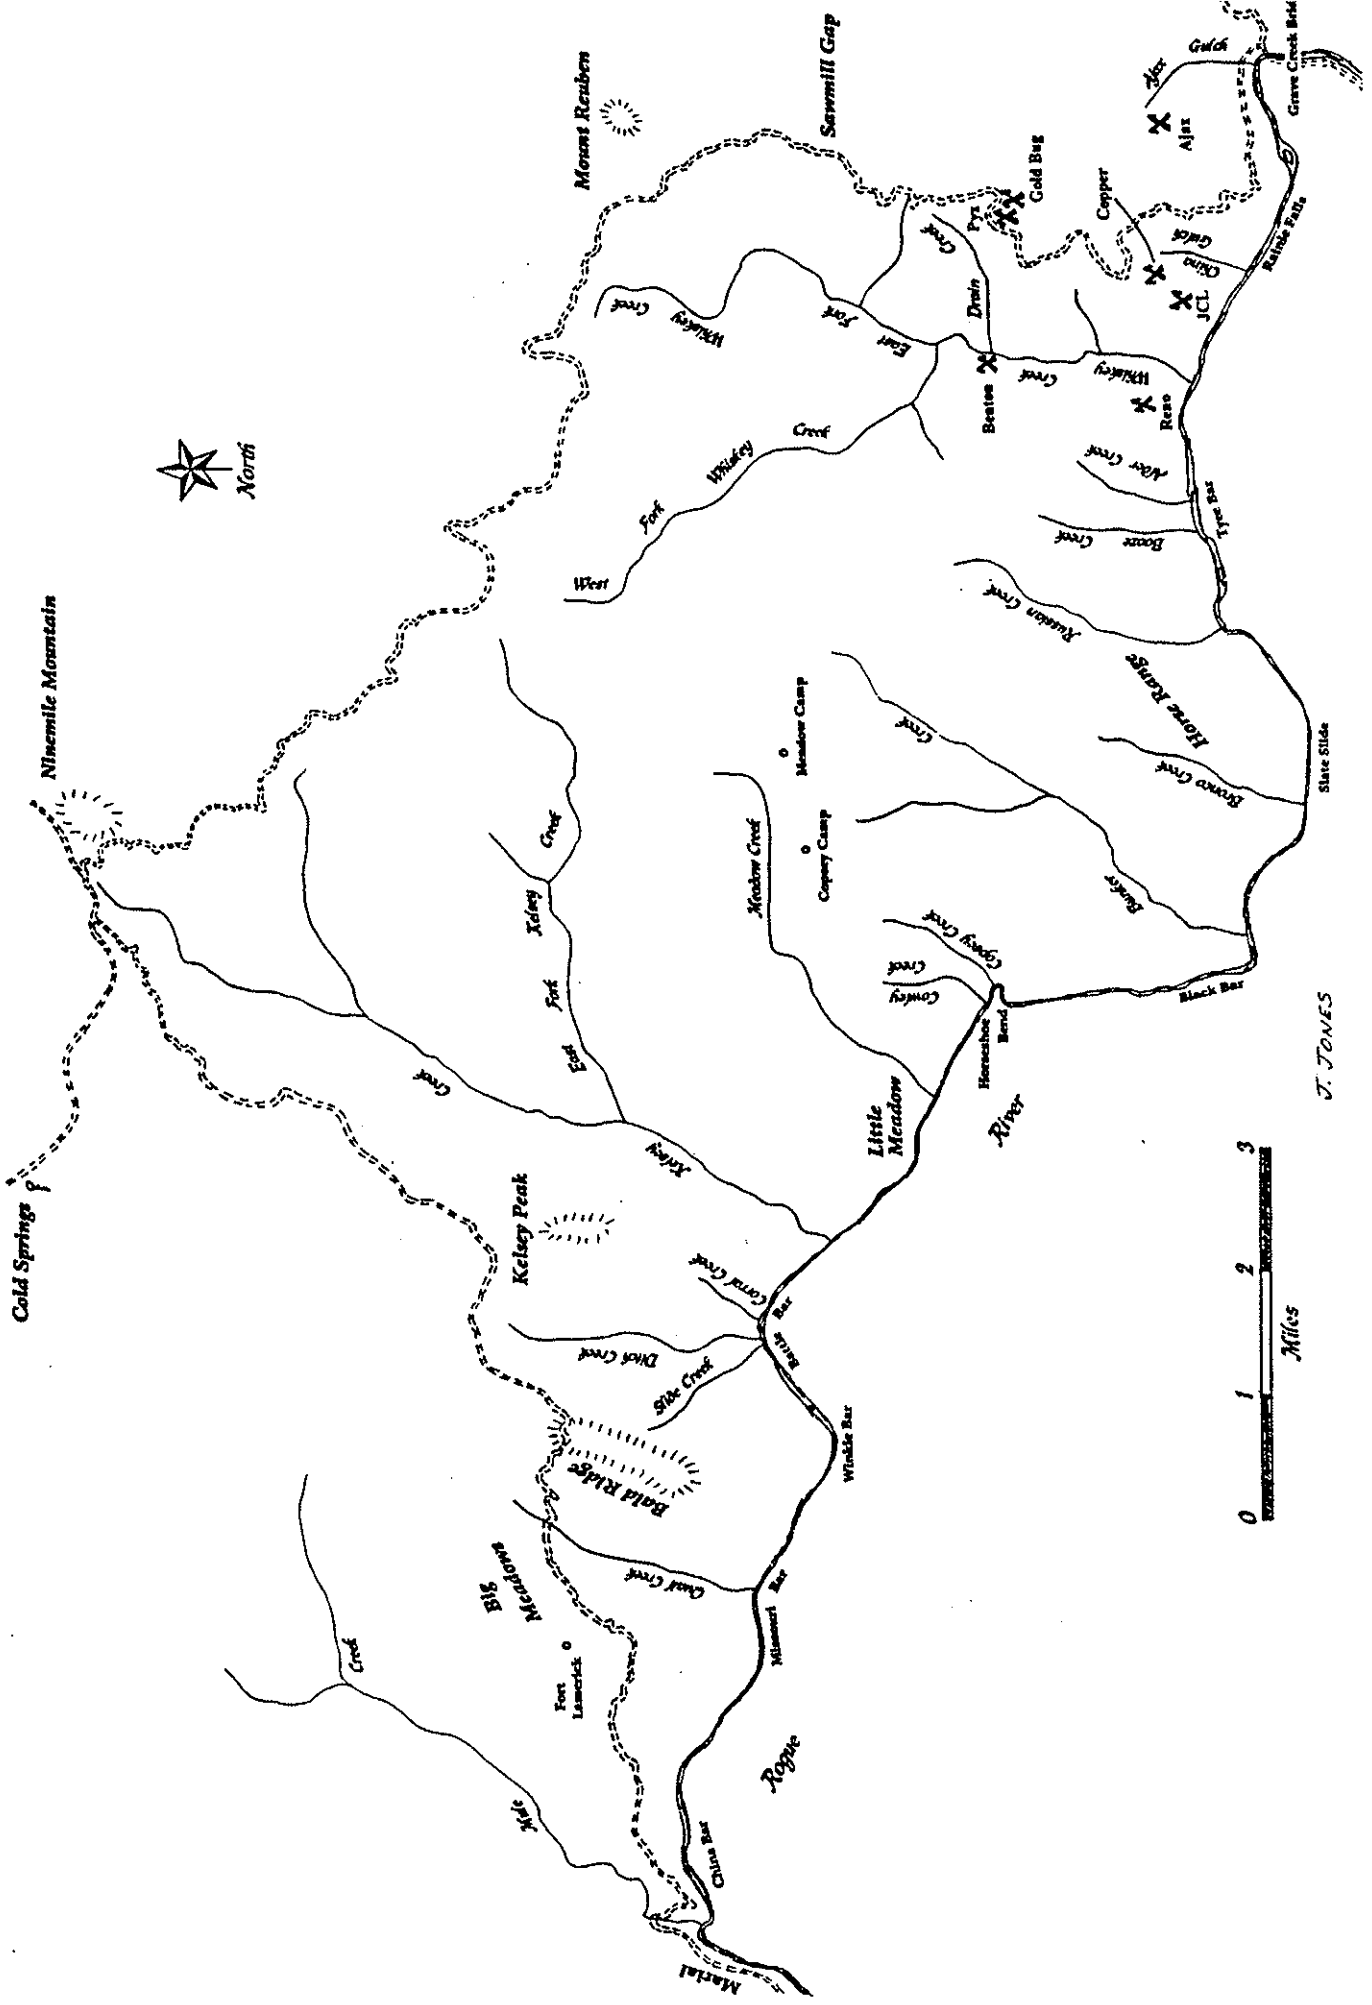 Cold Springs
Ninemile Mountain
North
Mount Reuben
Sawmill Gap
Kelsey Peak
Bald Ridge
Big
Meadows
Fort
Lamerick
Mule
Creek
Marial
China Bar
Rogue
River
Missouri Bar
Quail Creek
Winkle Bar
Slide Creek
Ditch Creek
Battle Bar
Corral Creek
Kelsey
Creek
East
Fork
Kelsey
Creek
Little
Meadow
Meadow Creek
Meadow Camp
Copsey Camp
Cowley
Creek
Copsey Creek
Horseshoe
Bend
Black Bar
Bunker
Creek
Bronco Creek
Slate Slide
Horse Range
Russian Creek
Booze
Creek
Alder Creek
Tyee Bar
West
Fork
Whiskey
Creek
East
Fork
Whiskey
Creek
Whiskey
Creek
Drain
Creek
Benton
Reno
Pyx
Gold Bug
Copper
JCL
China
Gulch
Rainie Falls
Ajax
Gulch
Ajax
Grave Creek
0 1 2 3
Miles
J. JONES